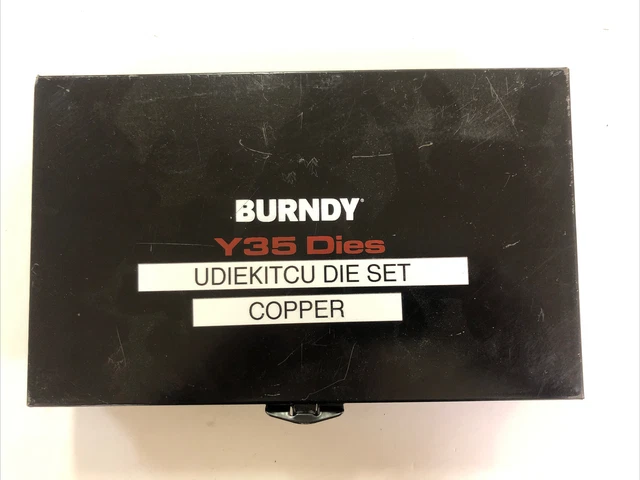 BURNDY
Y35 Dies
UDIEKITCU DIE SET
COPPER